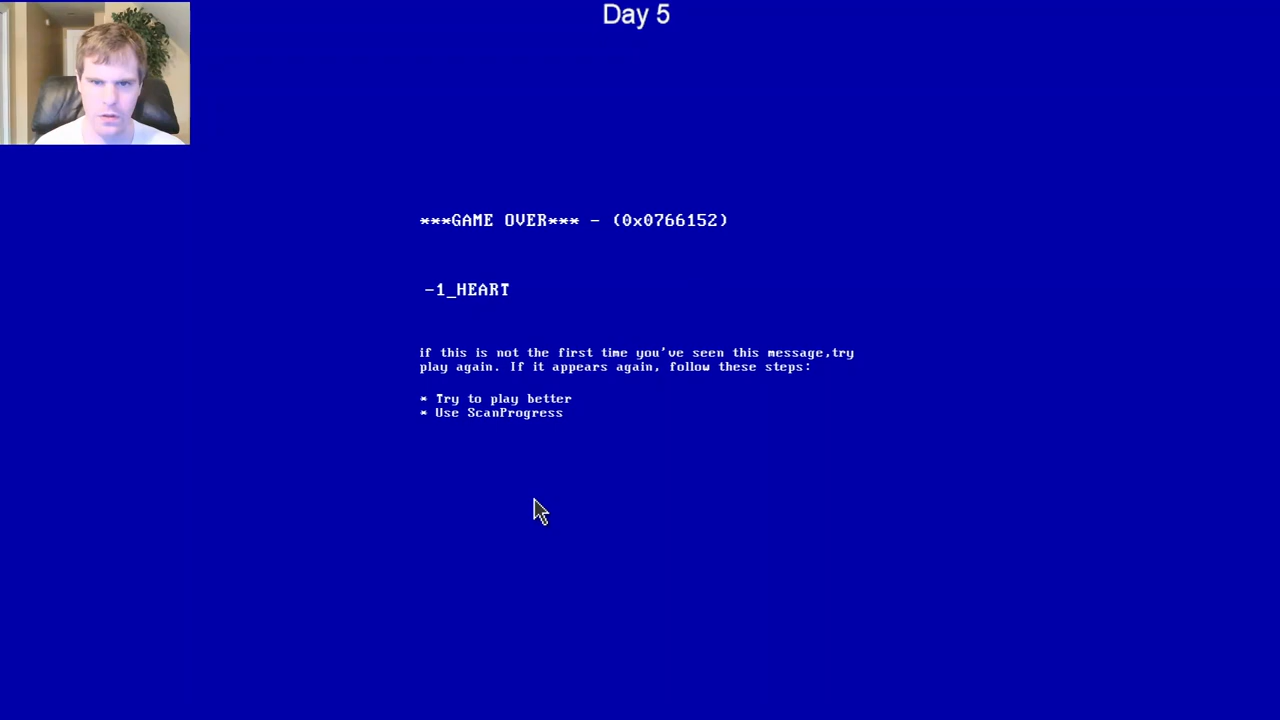 Day 5
***GAME OVER*** - (0x0766152)
-1_HEART
if this is not the first time you've seen this message,try
play again. If it appears again, follow these steps:
* Try to play better
* Use ScanProgress